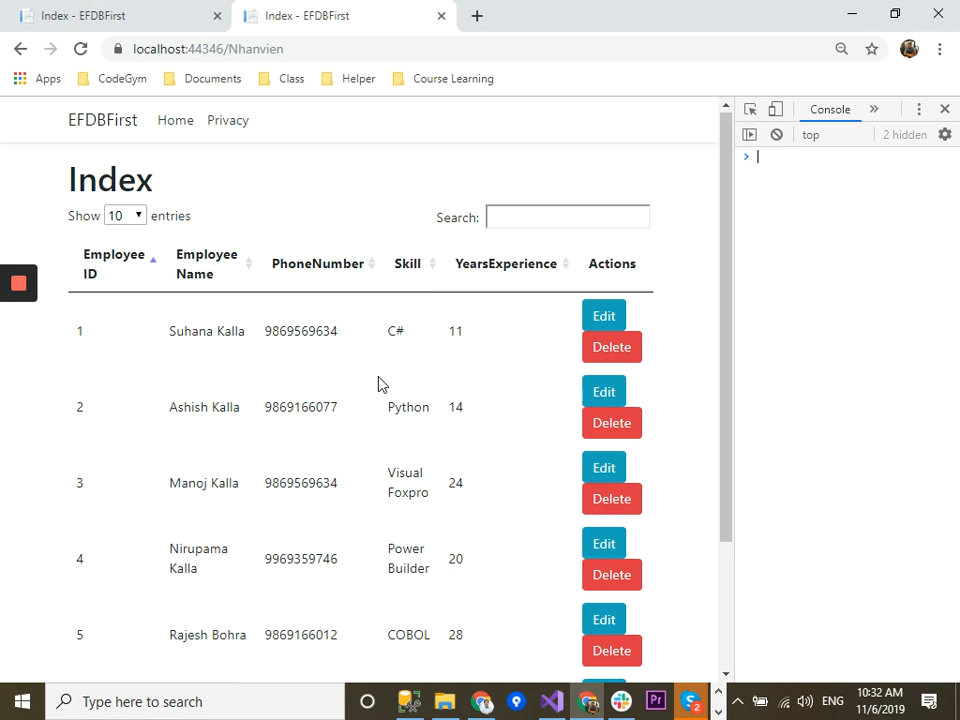 Index - EFDBFirst
Index - EFDBFirst
localhost:44346/Nhanvien
Apps CodeGym Documents Class Helper Course Learning
EFDBFirst Home Privacy
Console
top 2 hidden
Index
Show 10 entries Search:
Employee ID Employee Name PhoneNumber Skill YearsExperience Actions
1 Suhana Kalla 9869569634 C# 11 Edit
Delete
2 Ashish Kalla 9869166077 Python 14 Edit
Delete
3 Manoj Kalla 9869569634 Visual Foxpro 24 Edit
Delete
4 Nirupama Kalla 9969359746 Power Builder 20 Edit
Delete
5 Rajesh Bohra 9869166012 COBOL 28 Edit
Delete
Type here to search
Pr
S 2
ENG
10:32 AM
11/6/2019